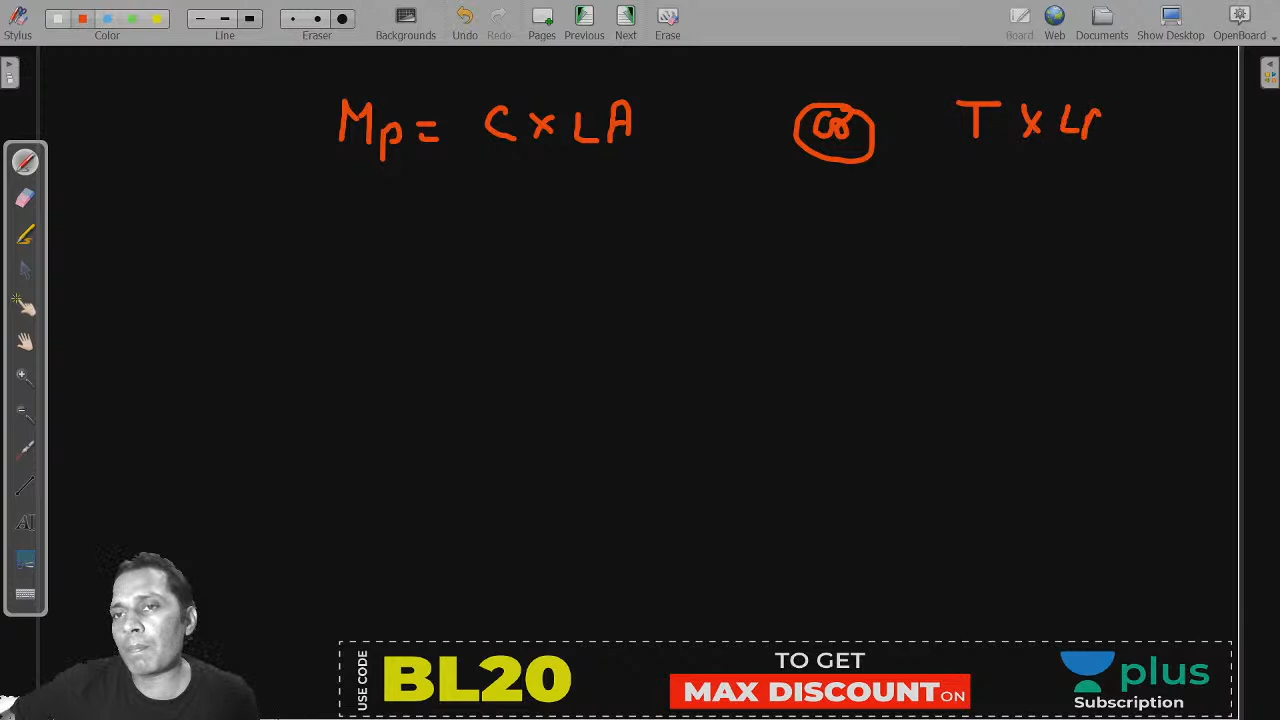 Stylus Color Line Eraser Backgrounds Undo Redo Pages Previous Next Erase Board Web Documents Show Desktop OpenBoard
Mp = C × LA or T × L
USE CODE
BL20
TO GET
MAX DISCOUNT ON
plus
Subscription